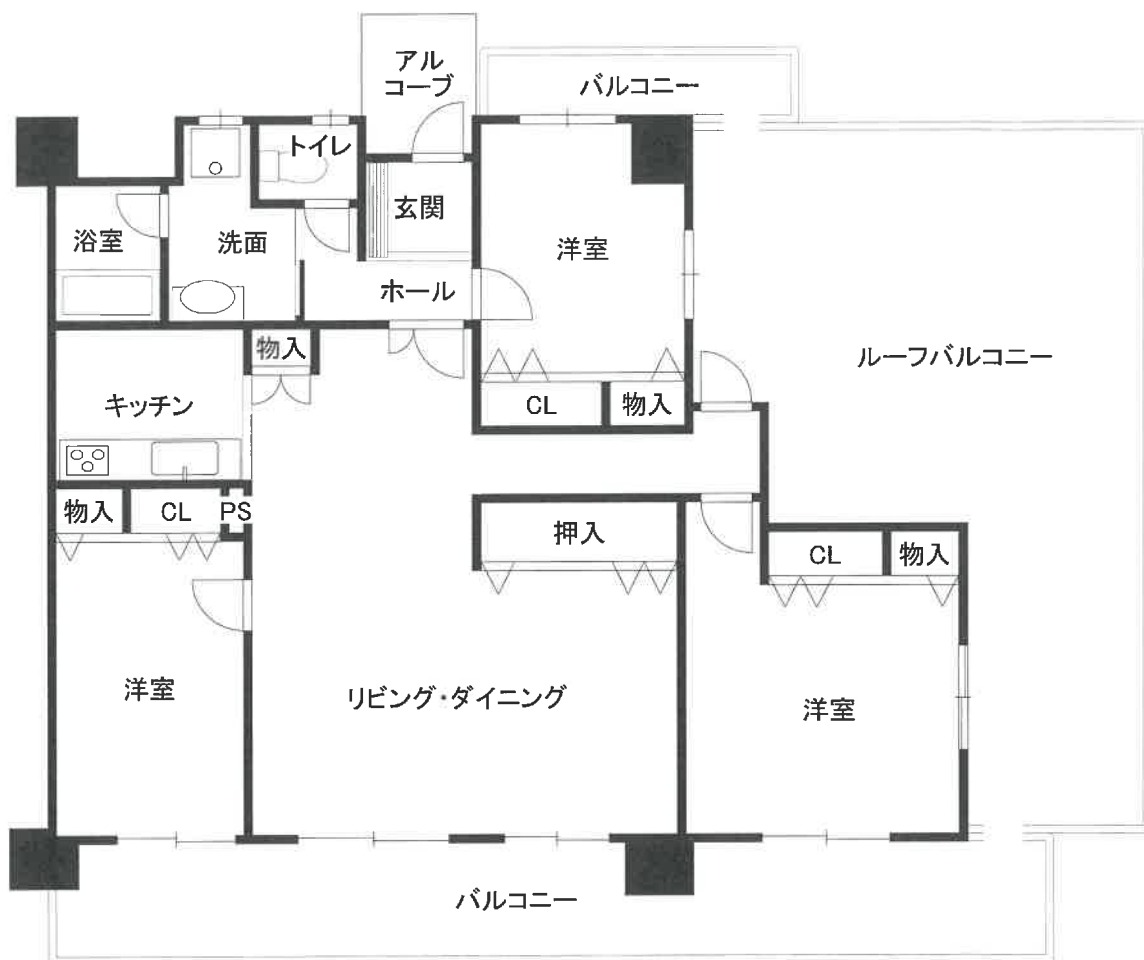 アル
コーブ
バルコニー
トイレ
玄関
浴室
洗面
洋室
ホール
物入
ルーフバルコニー
キッチン
CL
物入
物入
CL
PS
押入
CL
物入
洋室
リビング・ダイニング
洋室
バルコニー